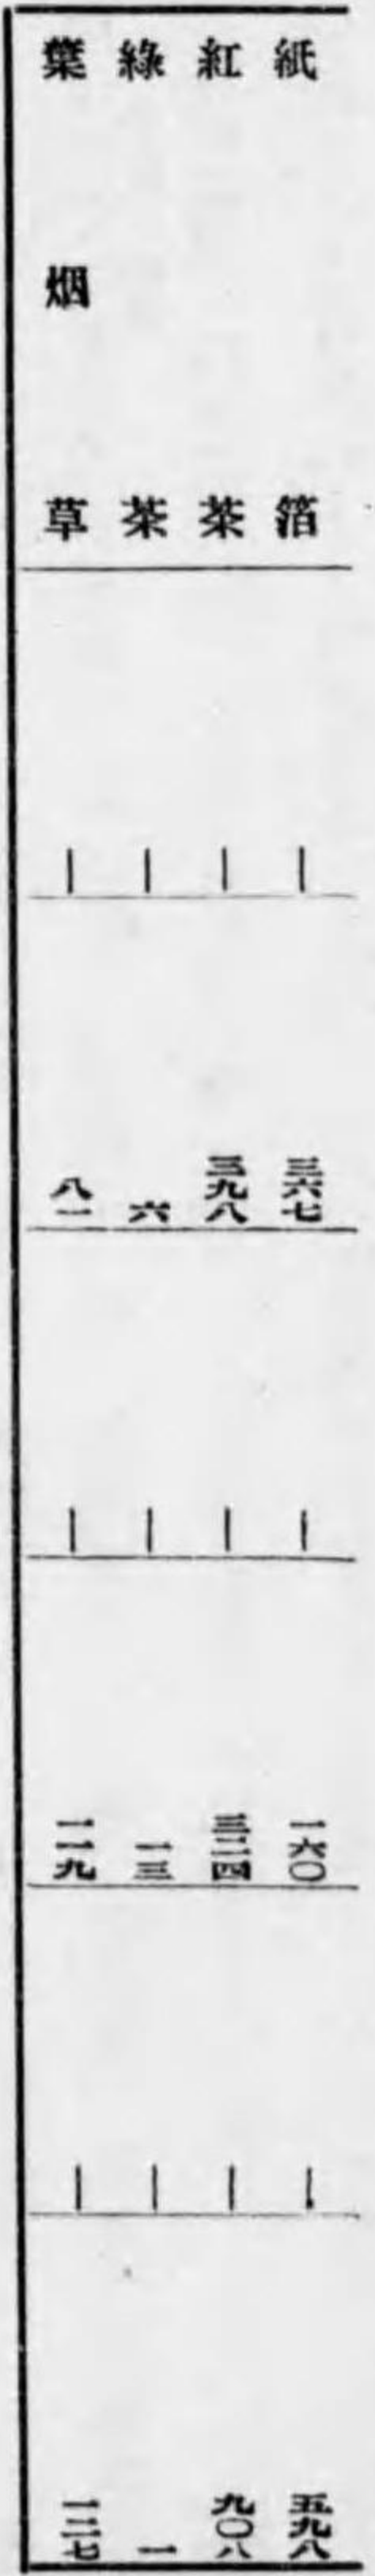 紙箔 — 三六七 — 一六〇 — 五九八
紅茶 — 三九八 — 三二四 — 九〇八
綠茶 — 六 — 一三 — 一
葉烟草 — 八一 — 一一九 — 一二七